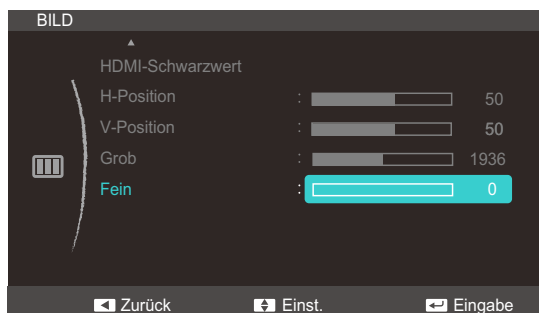 BILD
HDMI-Schwarzwert
H-Position : 50
V-Position : 50
Grob : 1936
Fein : 0
Zurück Einst. Eingabe